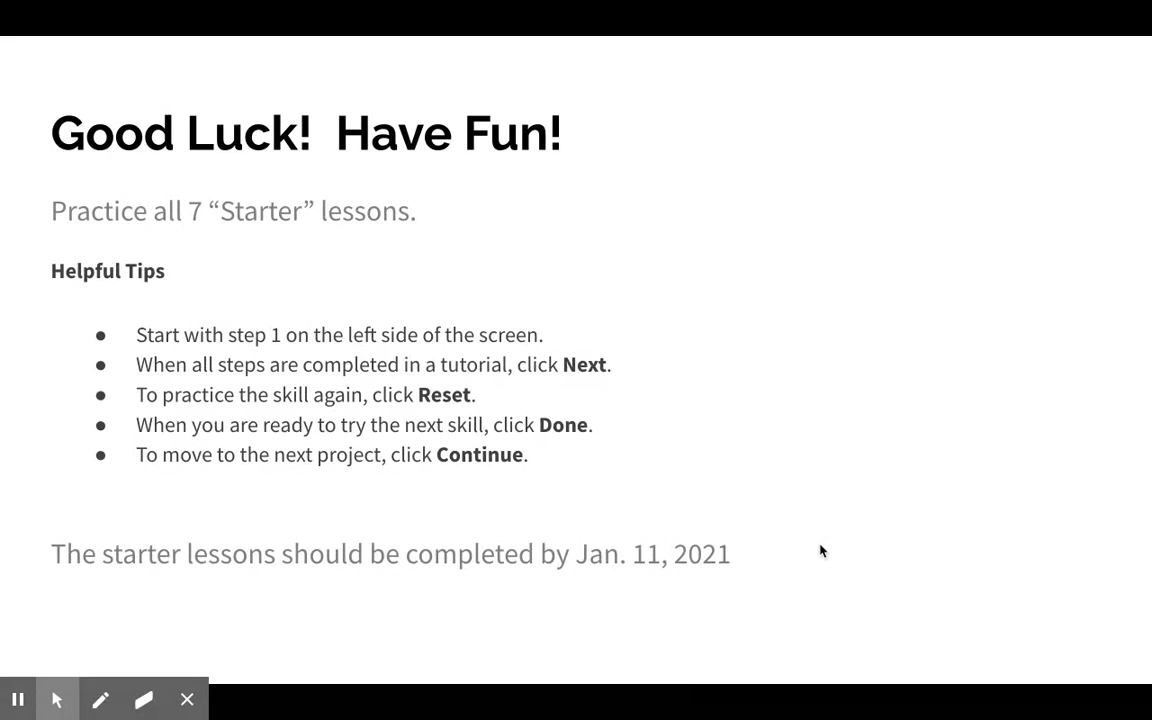 Good Luck!  Have Fun!
Practice all 7 “Starter” lessons.
Helpful Tips
● Start with step 1 on the left side of the screen.
● When all steps are completed in a tutorial, click Next.
● To practice the skill again, click Reset.
● When you are ready to try the next skill, click Done.
● To move to the next project, click Continue.
The starter lessons should be completed by Jan. 11, 2021